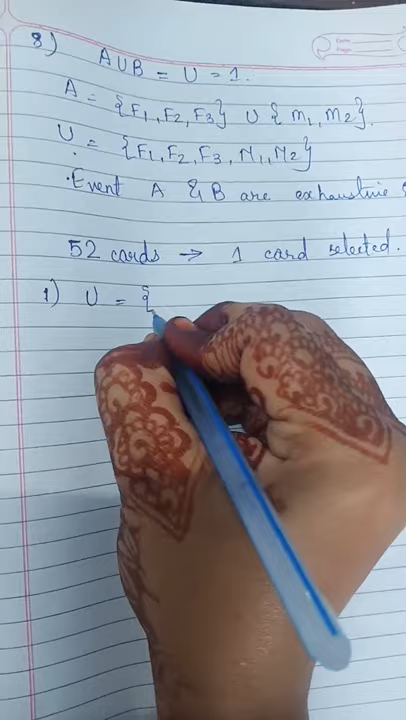 8) AUB = U = 1.
A = {F1, F2, F3} U {M1, M2}.
U = {F1, F2, F3, M1, M2}
·Event A & B are exhaustive
52 cards → 1 card selected.
1) U = {